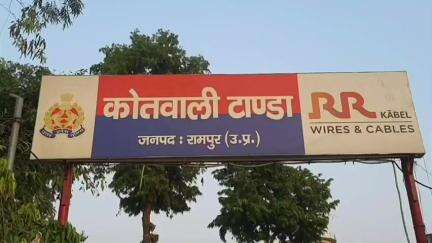 कोतवाली टाण्डा
जनपद : रामपुर (उ.प्र.)
RR KABEL
WIRES & CABLES